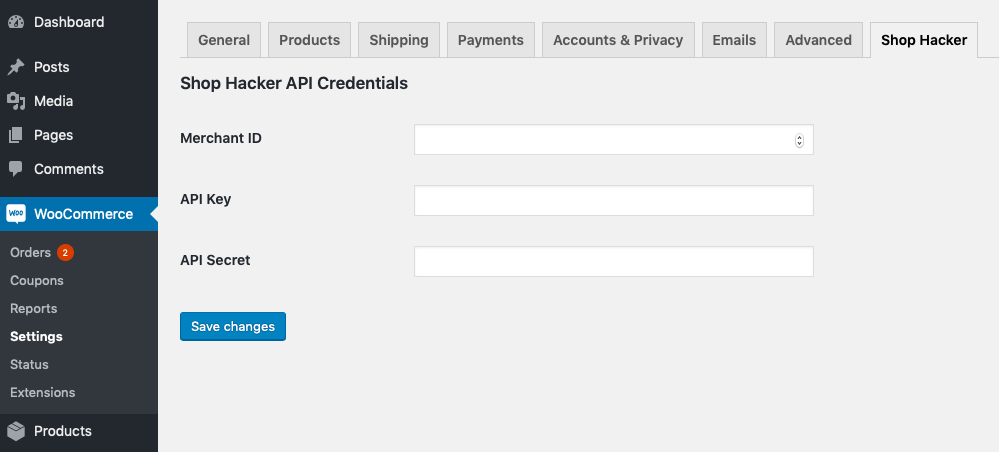 Dashboard
Posts
Media
Pages
Comments
WOO WooCommerce
Orders 2
Coupons
Reports
Settings
Status
Extensions
Products
General Products Shipping Payments Accounts & Privacy Emails Advanced Shop Hacker
Shop Hacker API Credentials
Merchant ID
API Key
API Secret
Save changes